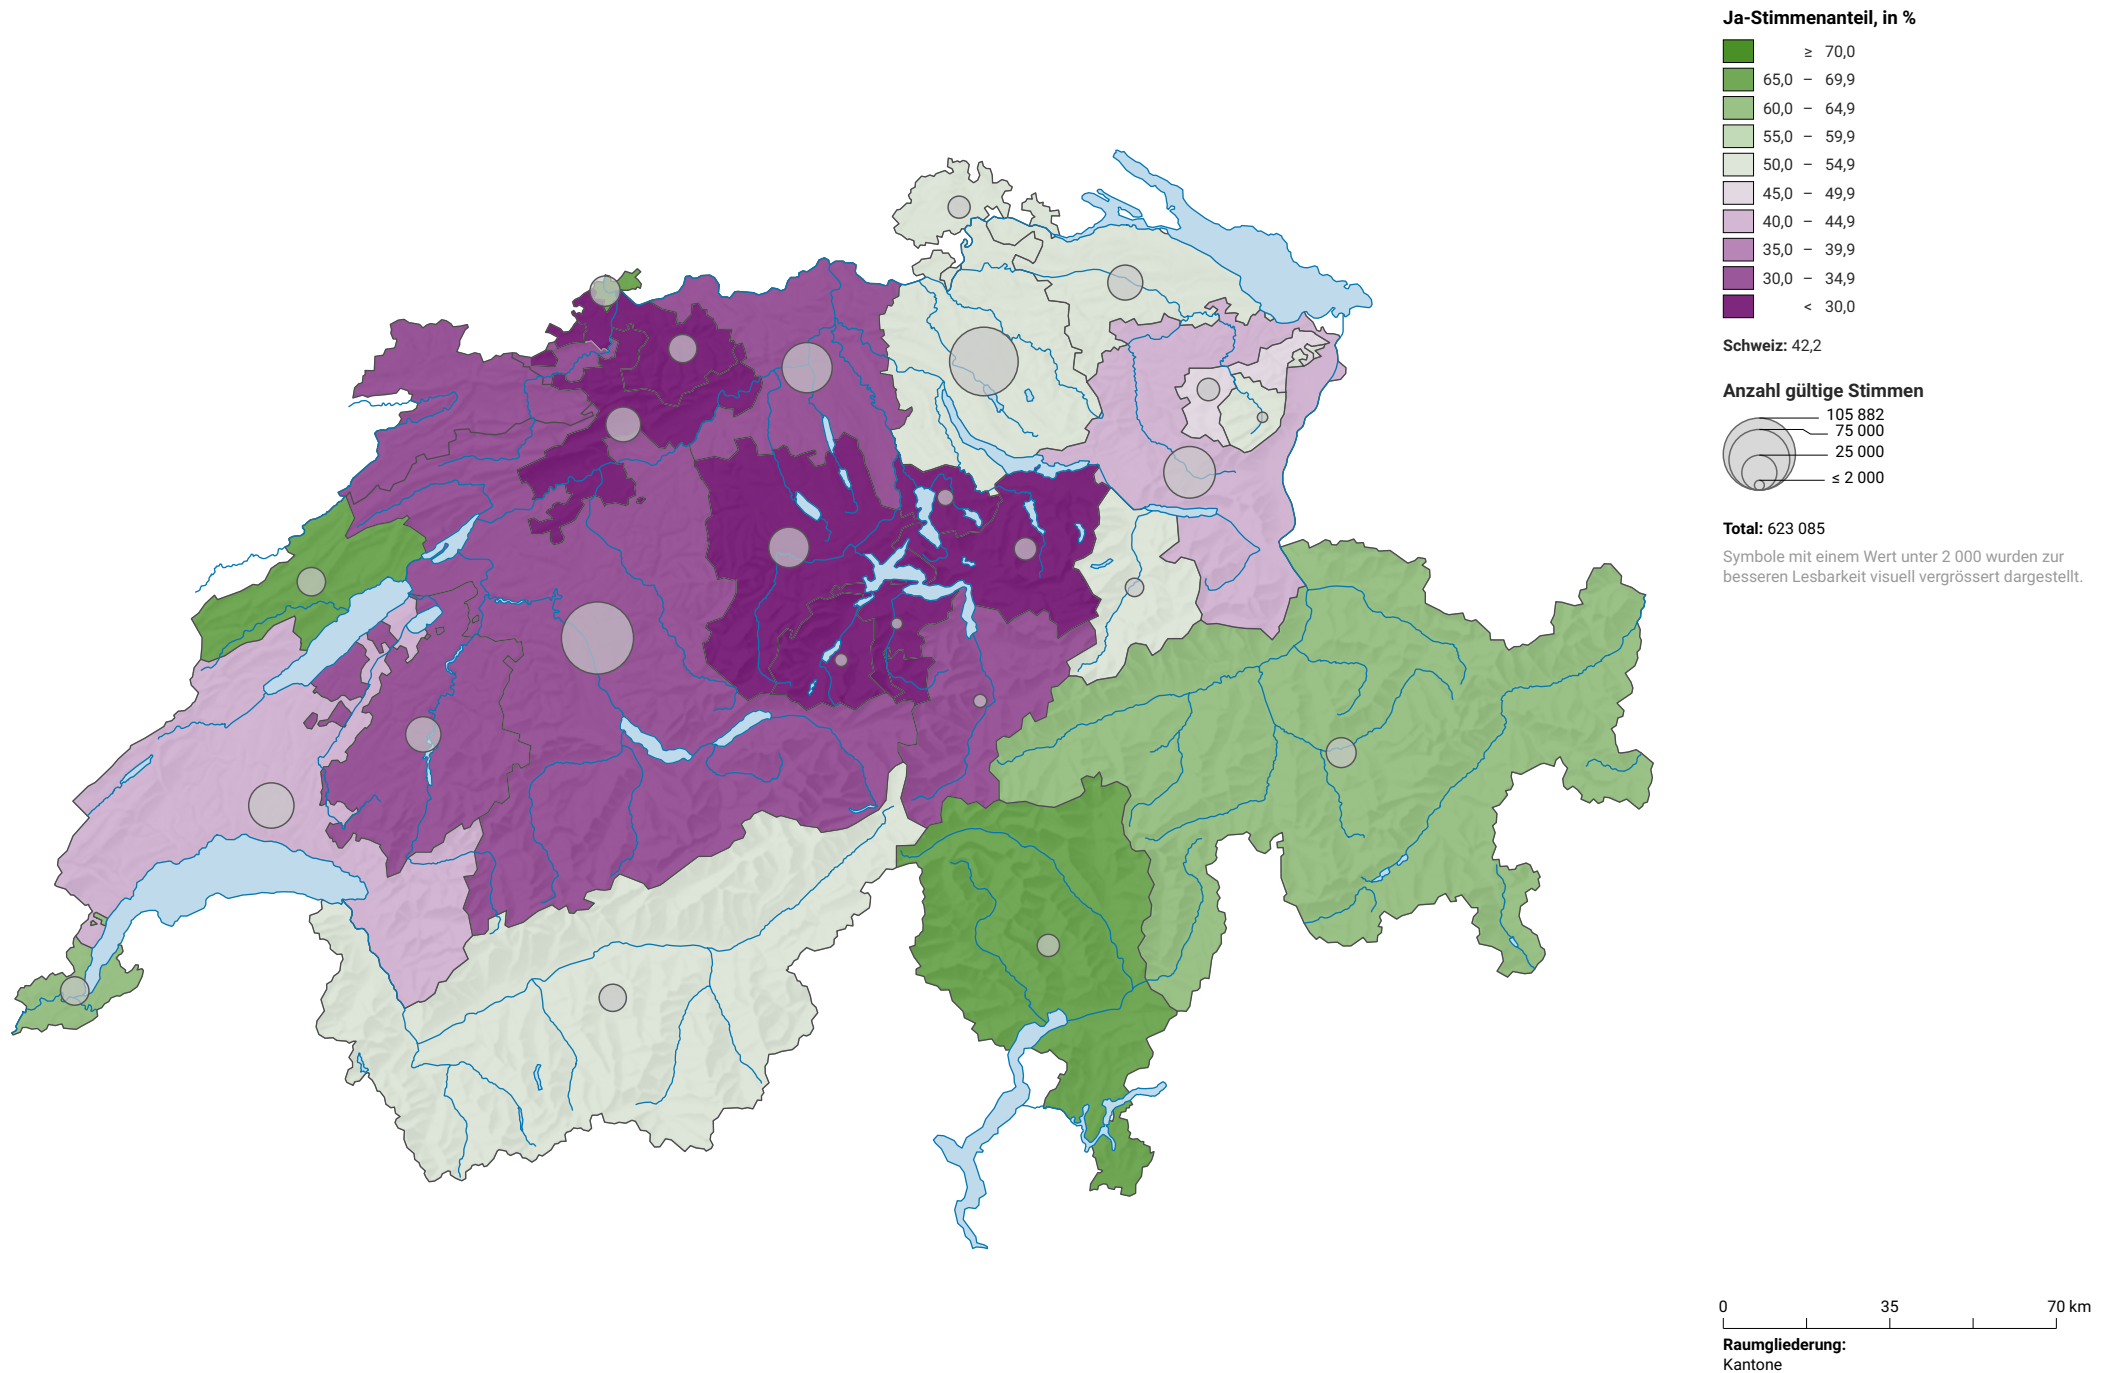 Ja-Stimmenanteil, in %
≥ 70,0
65,0 – 69,9
60,0 – 64,9
55,0 – 59,9
50,0 – 54,9
45,0 – 49,9
40,0 – 44,9
35,0 – 39,9
30,0 – 34,9
< 30,0
Schweiz: 42,2
Anzahl gültige Stimmen
105 882
75 000
25 000
≤ 2 000
Total: 623 085
Symbole mit einem Wert unter 2 000 wurden zur
besseren Lesbarkeit visuell vergrössert dargestellt.
0 35 70 km
Raumgliederung:
Kantone